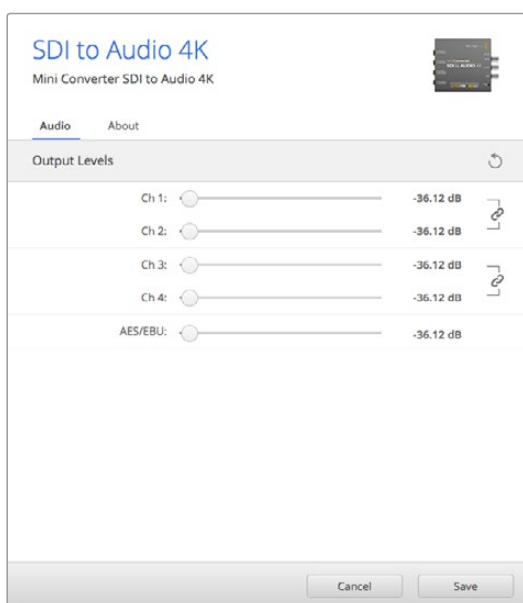 SDI to Audio 4K
Mini Converter SDI to Audio 4K
Audio About
Output Levels
Ch 1: -36.12 dB
Ch 2: -36.12 dB
Ch 3: -36.12 dB
Ch 4: -36.12 dB
AES/EBU: -36.12 dB
Cancel Save